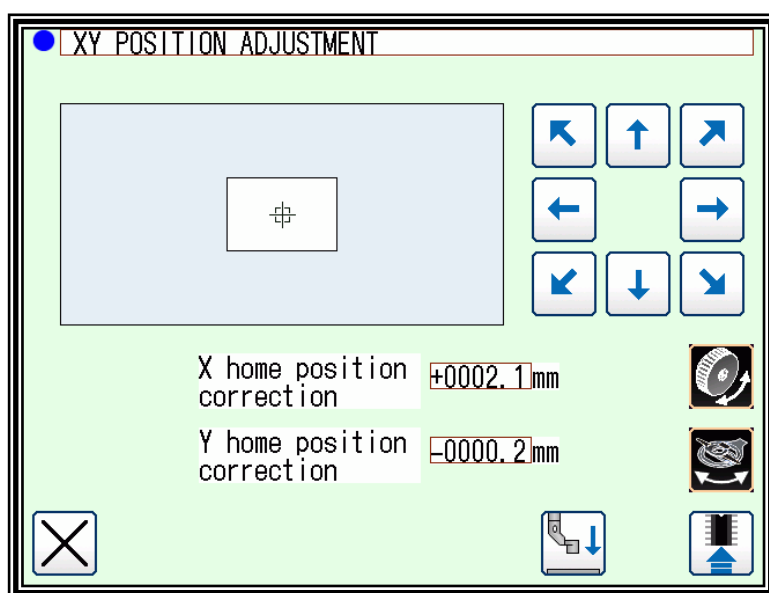 XY POSITION ADJUSTMENT
X home position
correction
+0002.1mm
Y home position
correction
-0000.2mm